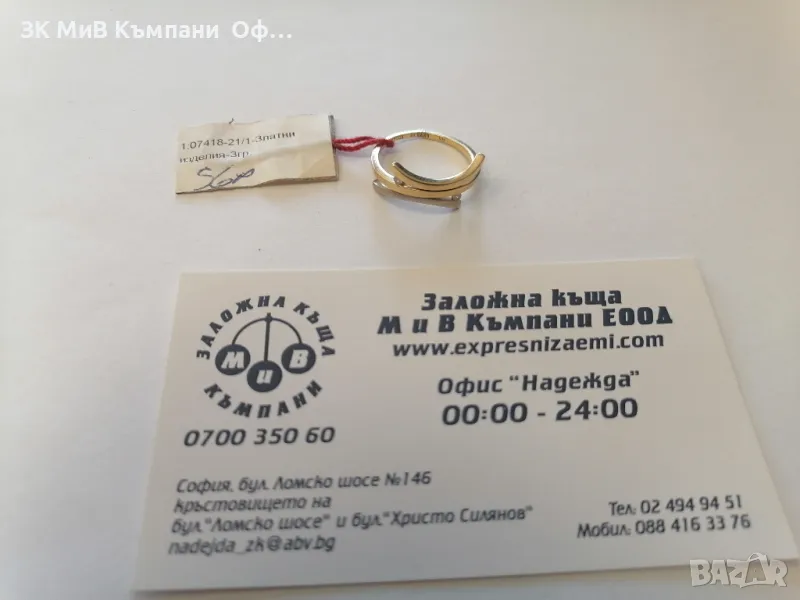 ЗК МиВ Къмпани Оф...
1.07418-21/1-Златни
изделия-3гр
ЗАЛОЖНА КЪЩА
М и В
КЪМПАНИ
0700 350 60
Заложна къща
М и В Къмпани ЕООД
www.expresnizaemi.com
Офис "Надежда"
00:00 - 24:00
София, бул. Ломско шосе №146
кръстовището на
бул."Ломско шосе" и бул."Христо Силянов"
nadejda_zk@abv.bg
Тел: 02 494 94 51
Мобил: 088 416 33 76
BAZAR